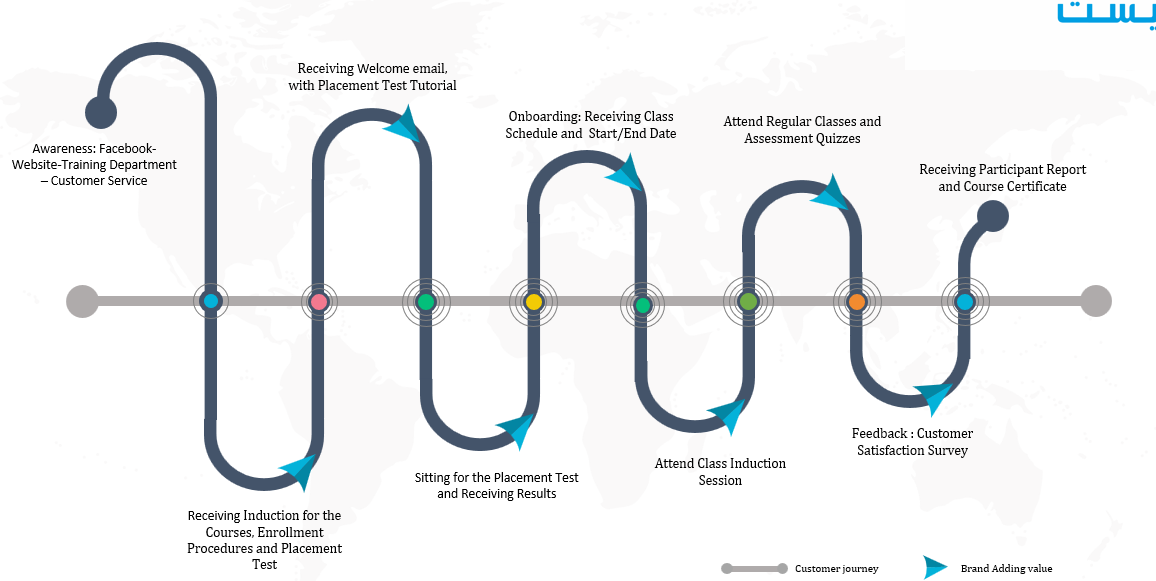 يست
Awareness: Facebook-
Website-Training Department
– Customer Service
Receiving Induction for the
Courses, Enrollment
Procedures and Placement
Test
Receiving Welcome email,
with Placement Test Tutorial
Sitting for the Placement Test
and Receiving Results
Onboarding: Receiving Class
Schedule and Start/End Date
Attend Class Induction
Session
Attend Regular Classes and
Assessment Quizzes
Feedback : Customer
Satisfaction Survey
Receiving Participant Report
and Course Certificate
Customer journey
Brand Adding value